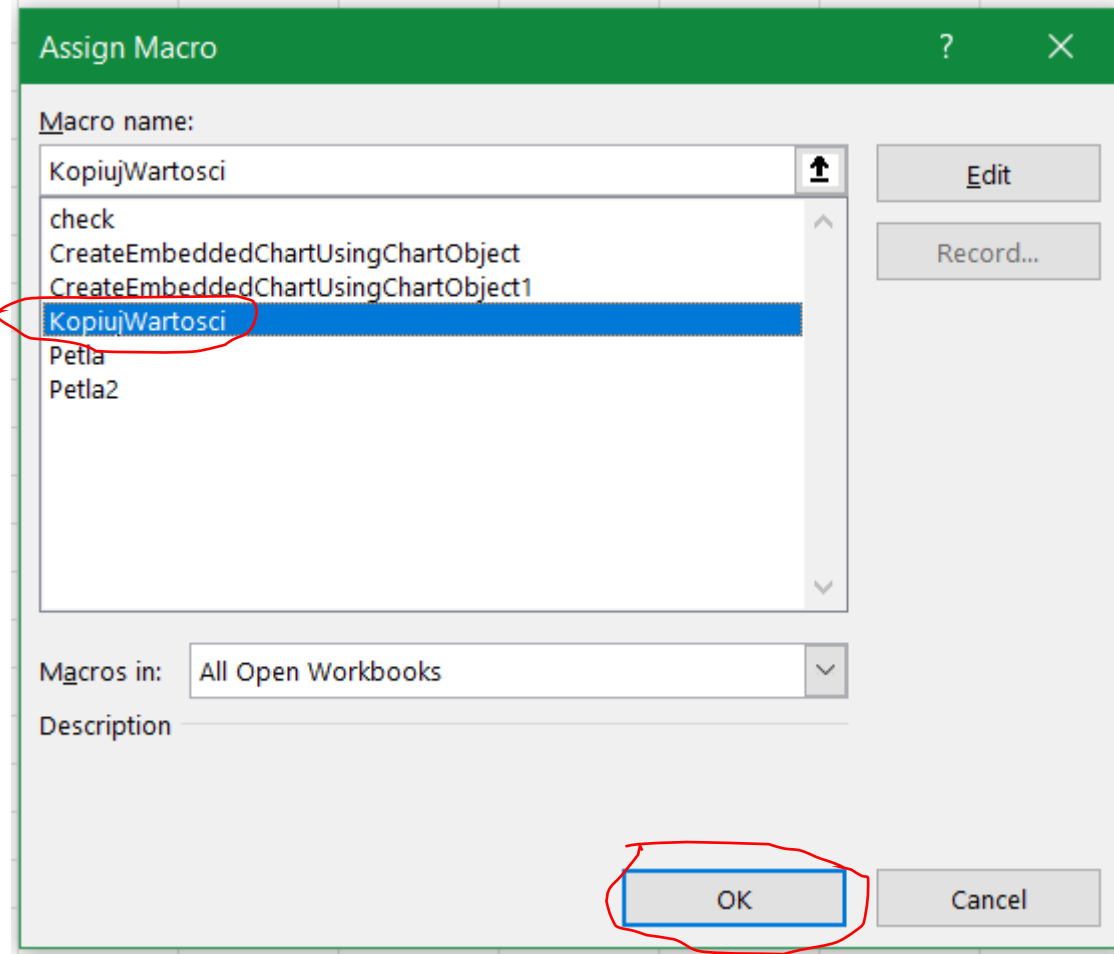 Assign Macro ?
Macro name:
KopiujWartosci
Edit
check
CreateEmbeddedChartUsingChartObject
Record...
CreateEmbeddedChartUsingChartObject1
KopiujWartosci
Petla
Petla2
Macros in: All Open Workbooks
Description
OK Cancel